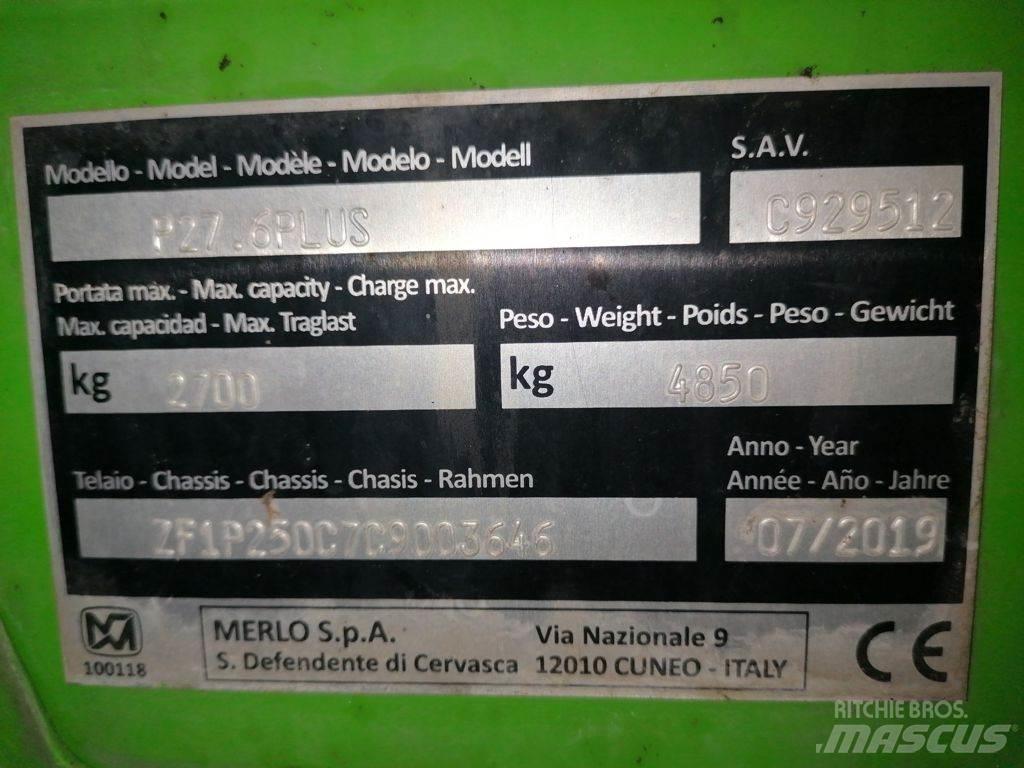 Modello - Model - Modèle - Modelo - Modell
S.A.V.
P27.6PLUS
C929512
Portata max. - Max. capacity - Charge max.
Max. capacidad - Max. Traglast
Peso - Weight - Poids - Peso - Gewicht
kg 2700
kg 4850
Telaio - Chassis - Chassis - Chasis - Rahmen
Anno - Year
Année - Año - Jahre
ZF1P250C7C9003646
07/2019
100118
MERLO S.p.A.
S. Defendente di Cervasca
Via Nazionale 9
12010 CUNEO - ITALY
CE
RITCHIE BROS.
MASCUS